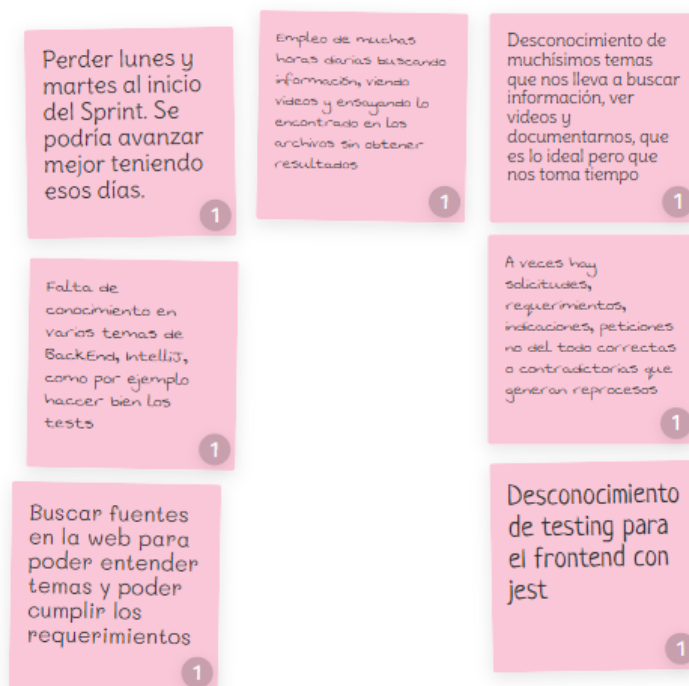 Perder lunes y
martes al inicio
del Sprint. Se
podría avanzar
mejor teniendo
esos días.
1
Empleo de muchas
horas diarias buscando
información, viendo
videos y ensayando lo
encontrado en los
archivos sin obtener
resultados
1
Desconocimiento de
muchísimos temas
que nos lleva a buscar
información, ver
videos y
documentarnos, que
es lo ideal pero que
nos toma tiempo
1
Falta de
conocimiento en
varios temas de
BackEnd, IntelliJ,
como por ejemplo
haccer bien los
tests
1
A veces hay
solicitudes,
requerimientos,
indicaciones, peticiones
no del todo correctas
o contradictorias que
generan reprocesos
1
Buscar fuentes
en la web para
poder entender
temas y poder
cumplir los
requerimientos
1
Desconocimiento
de testing para
el frontend con
jest
1